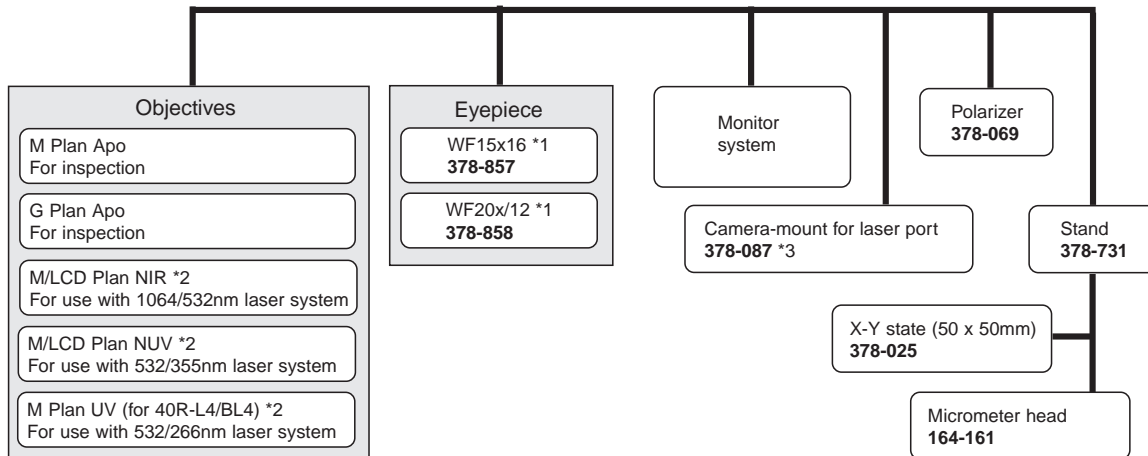 Objectives
M Plan Apo
For inspection
G Plan Apo
For inspection
M/LCD Plan NIR *2
For use with 1064/532nm laser system
M/LCD Plan NUV *2
For use with 532/355nm laser system
M Plan UV (for 40R-L4/BL4) *2
For use with 532/266nm laser system
Eyepiece
WF15x16 *1
378-857
WF20x/12 *1
378-858
Monitor
system
Camera-mount for laser port
378-087 *3
Polarizer
378-069
Stand
378-731
X-Y state (50 x 50mm)
378-025
Micrometer head
164-161